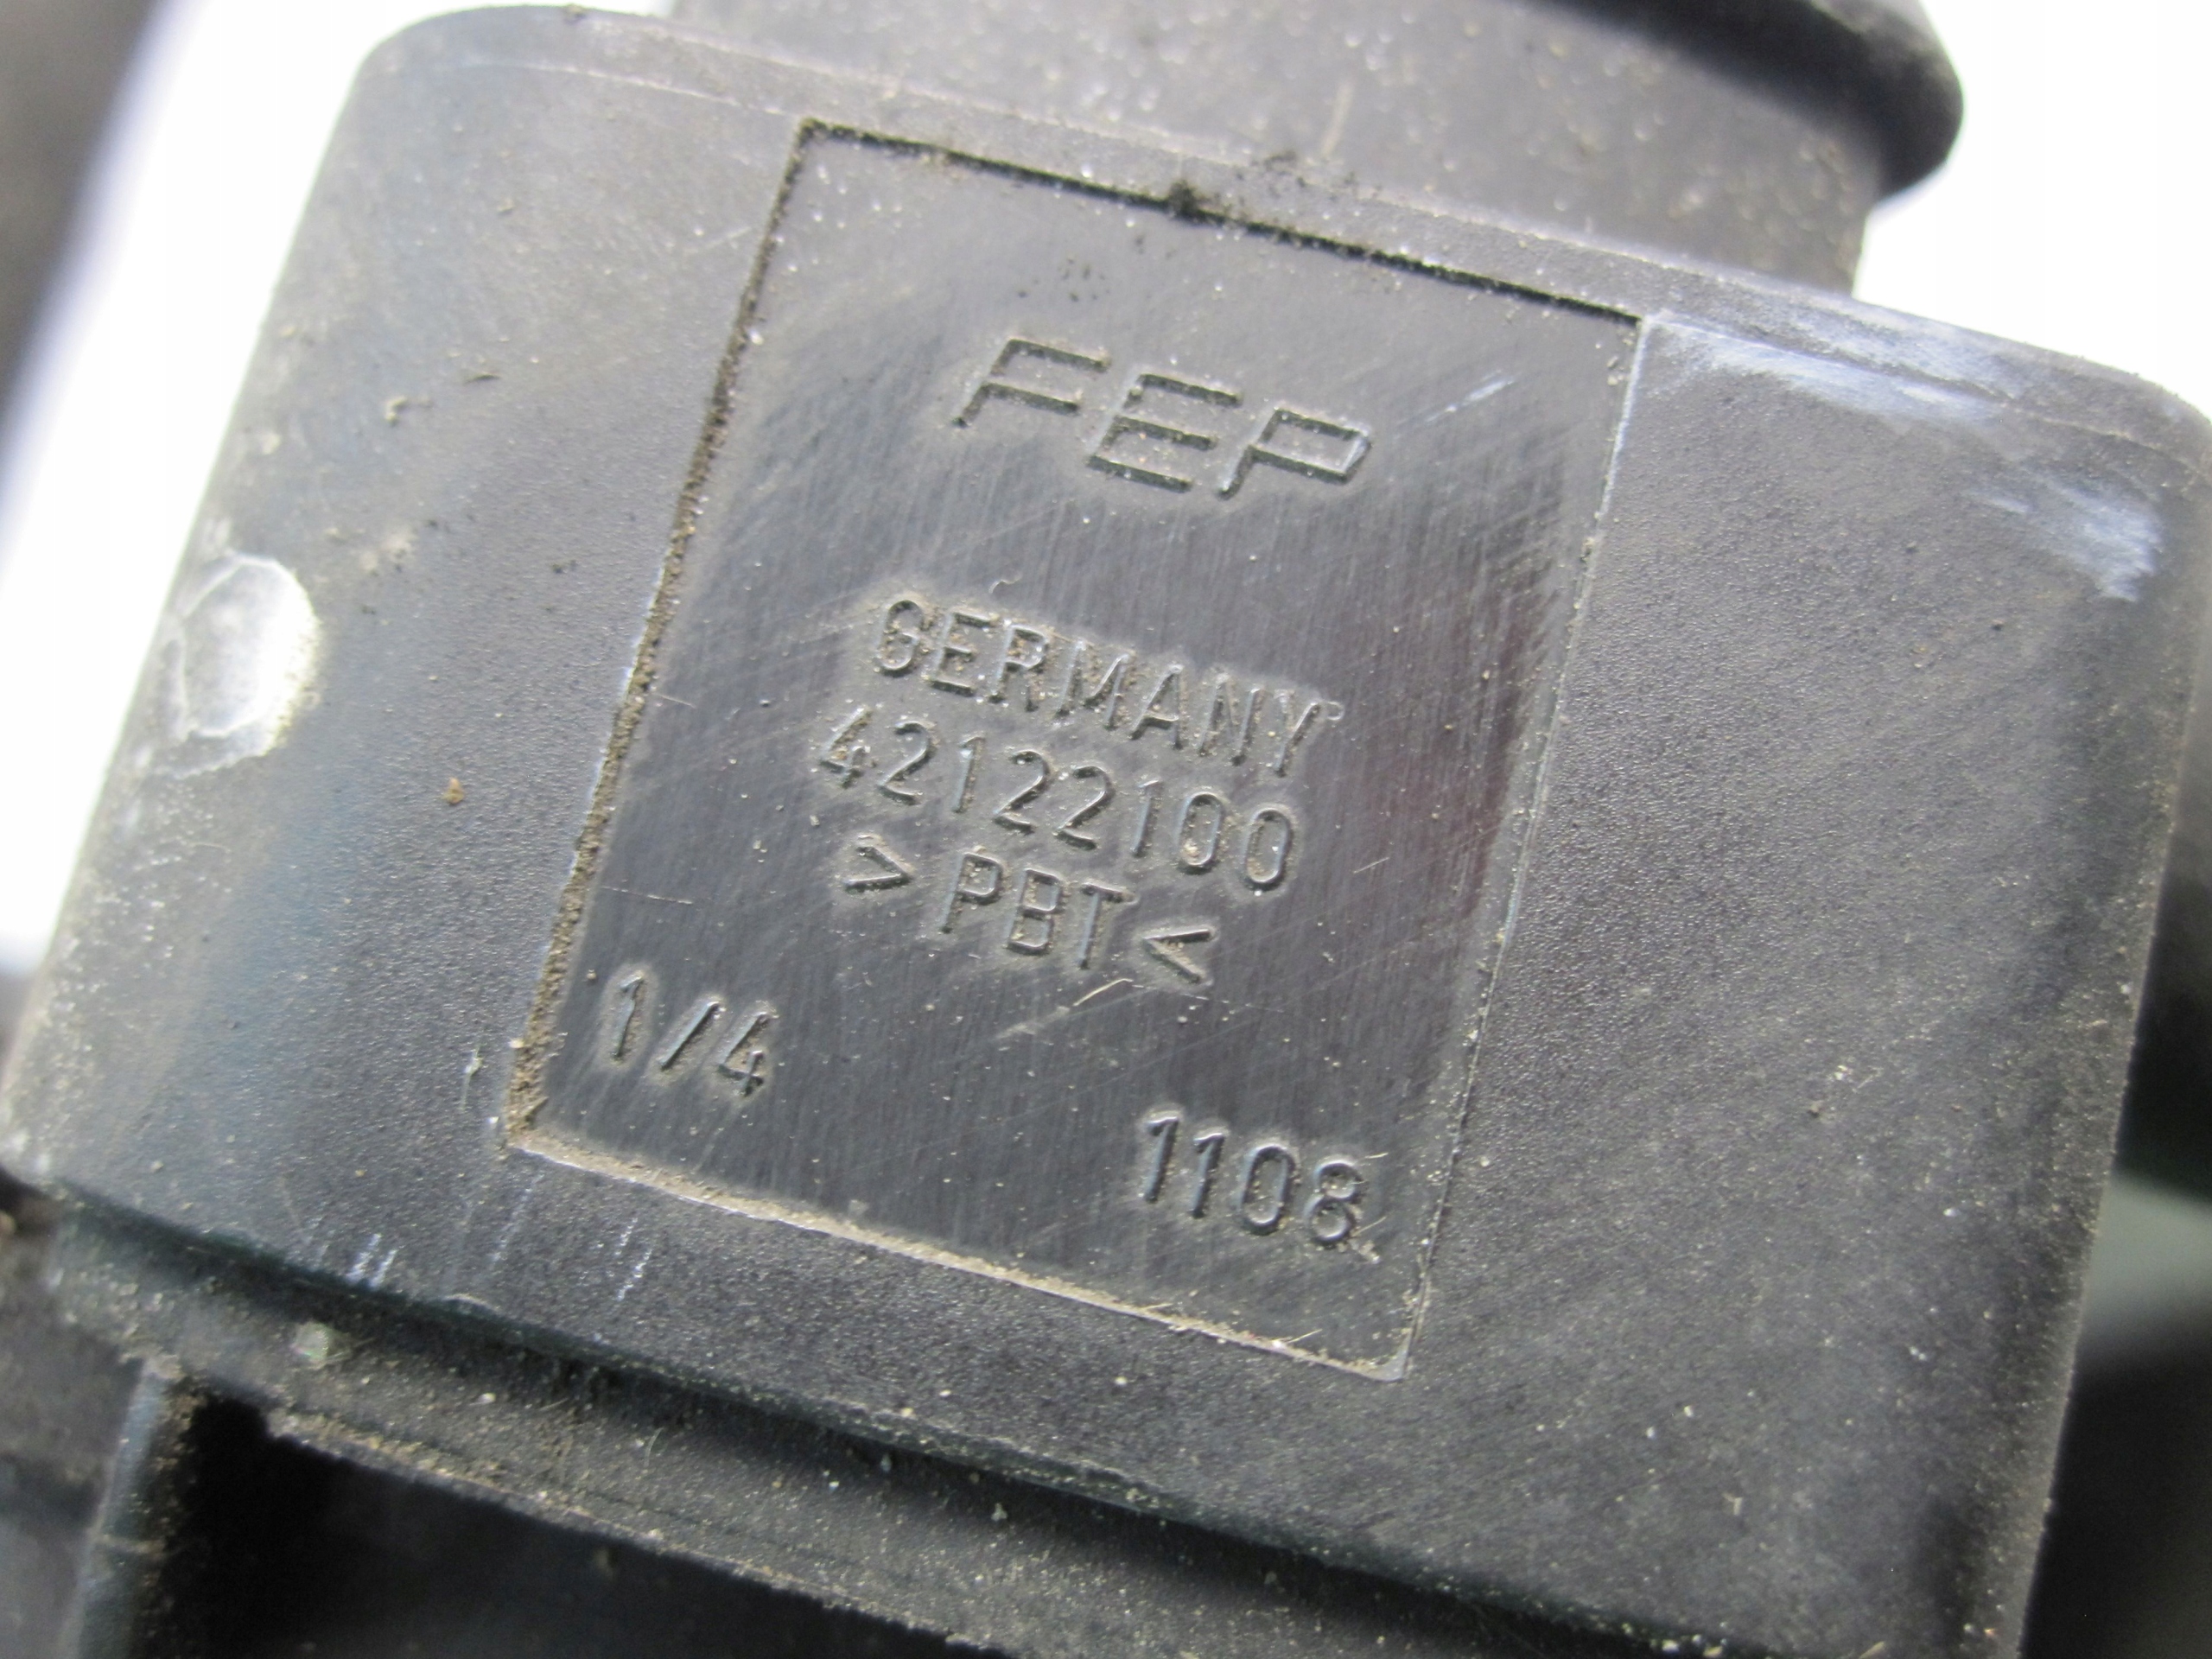 FEP
GERMANY
42122100
>PBT<
1/4
1108